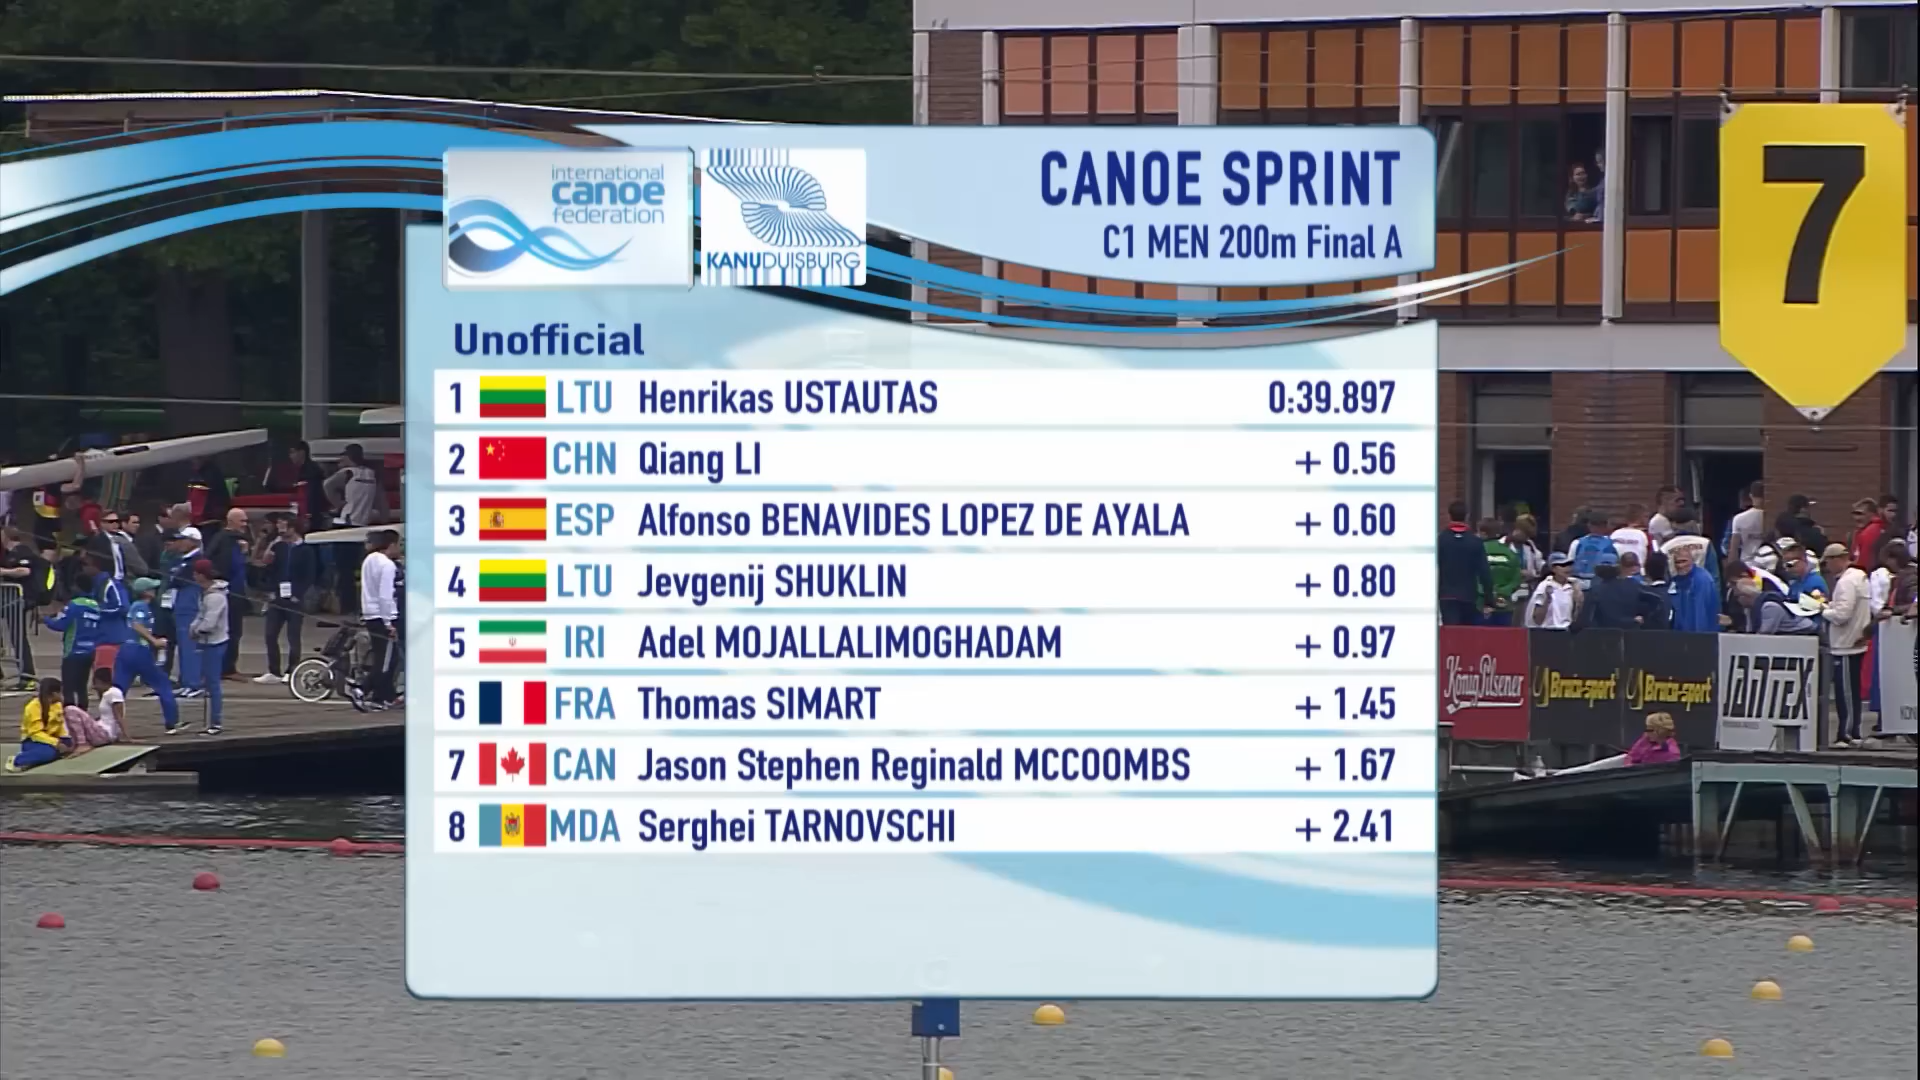 international
canoe
federation
KANUDUISBURG
CANOE SPRINT
C1 MEN 200m Final A
7
Unofficial
1 LTU Henrikas USTAUTAS 0:39.897
2 CHN Qiang LI + 0.56
3 ESP Alfonso BENAVIDES LOPEZ DE AYALA + 0.60
4 LTU Jevgenij SHUKLIN + 0.80
5 IRI Adel MOJALLALIMOGHADAM + 0.97
6 FRA Thomas SIMART + 1.45
7 CAN Jason Stephen Reginald MCCOOMBS + 1.67
8 MDA Serghei TARNOVSCHI + 2.41
König Pilsener
Braca-sport
Braca-sport
JANTEX